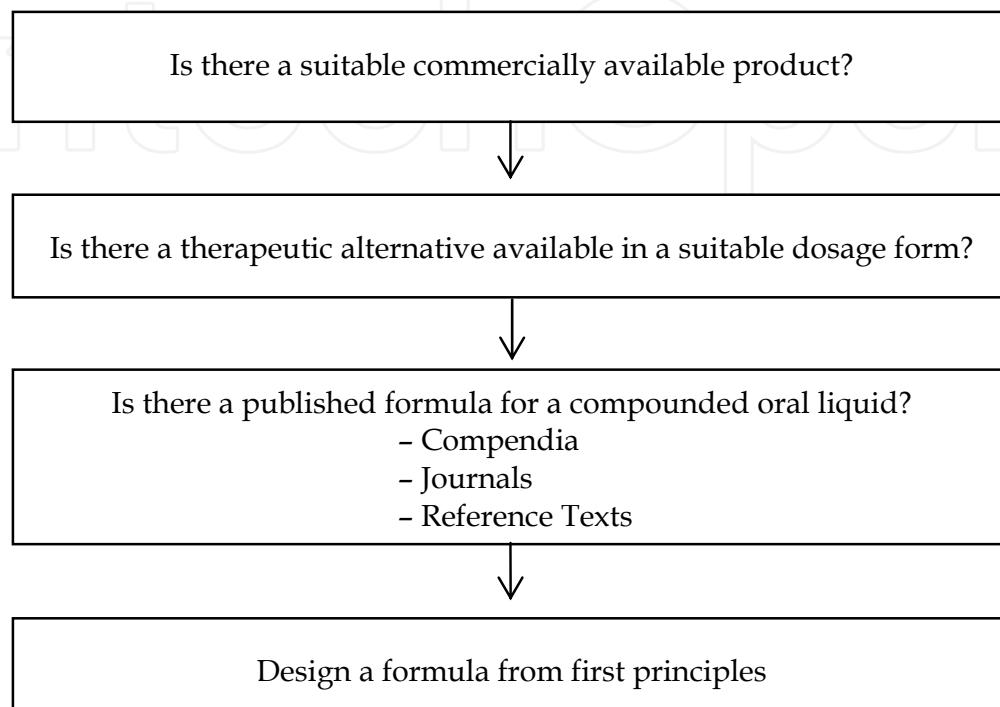 Is there a suitable commercially available product?
Is there a therapeutic alternative available in a suitable dosage form?
Is there a published formula for a compounded oral liquid?
– Compendia
– Journals
– Reference Texts
Design a formula from first principles